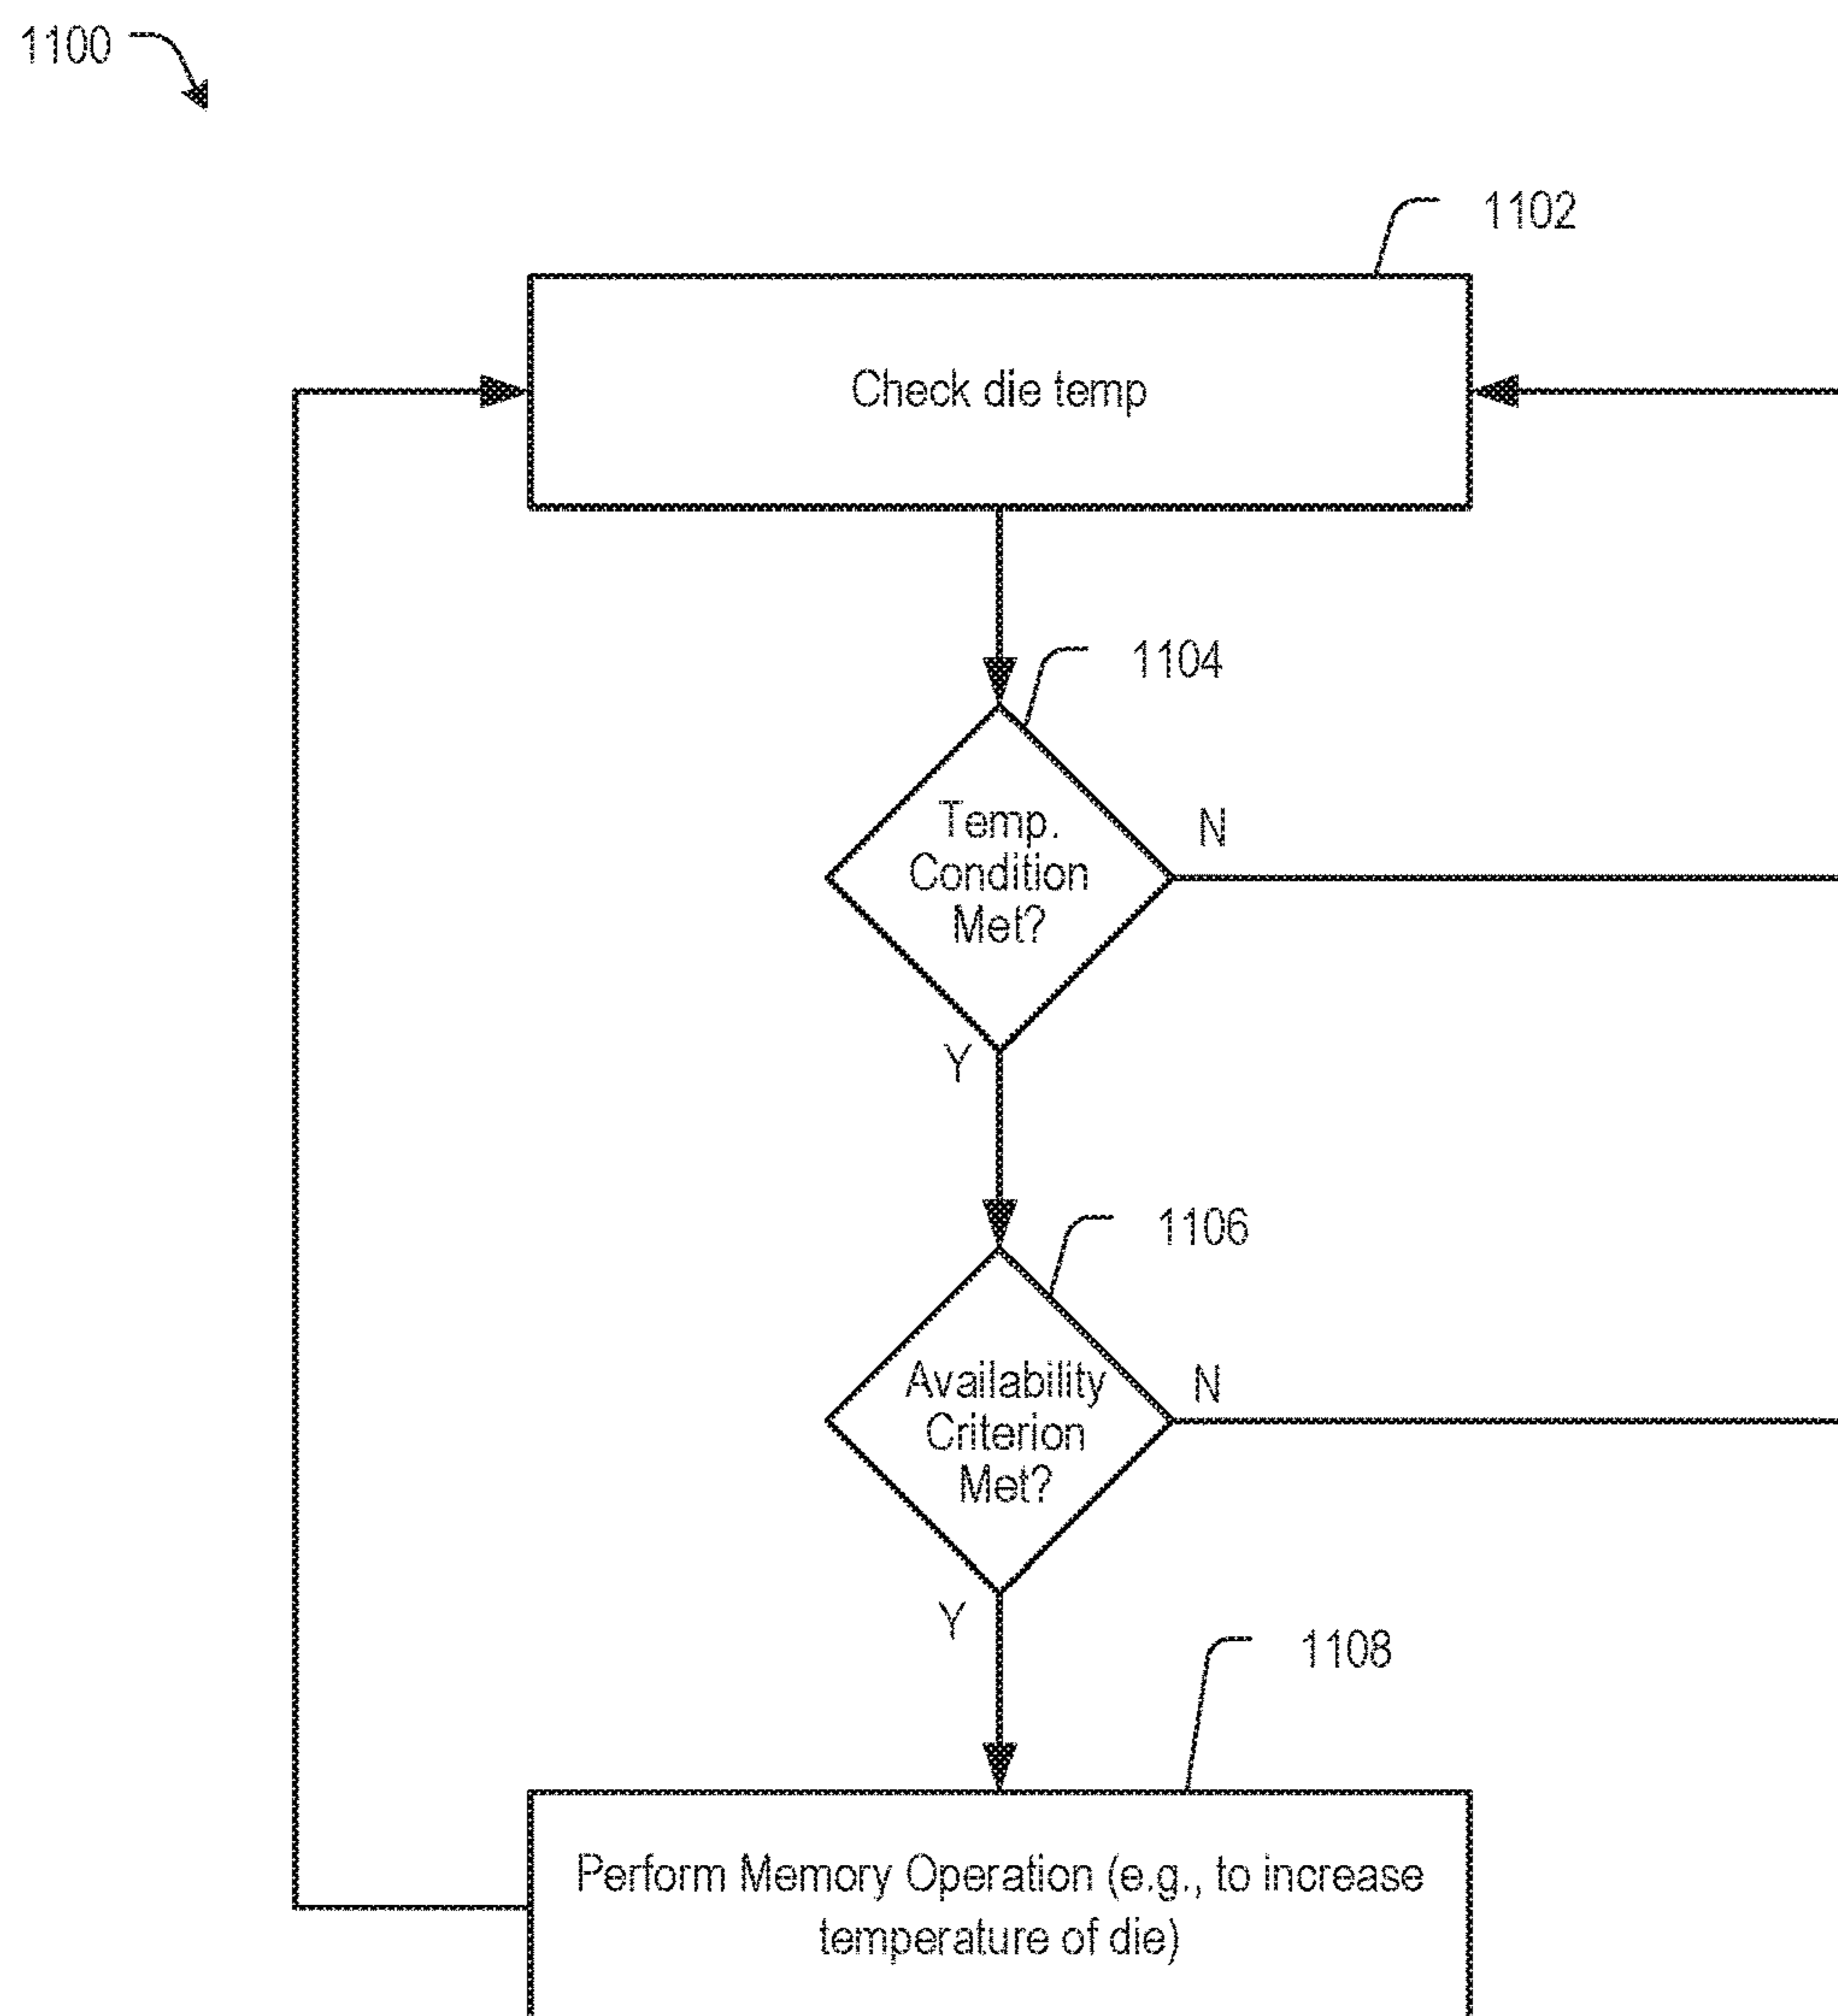 1100
1102
Check die temp
1104
Temp.
Condition
Met?
N
Y
1106
Availability
Criterion
Met?
N
Y
1108
Perform Memory Operation (e.g., to increase
temperature of die)